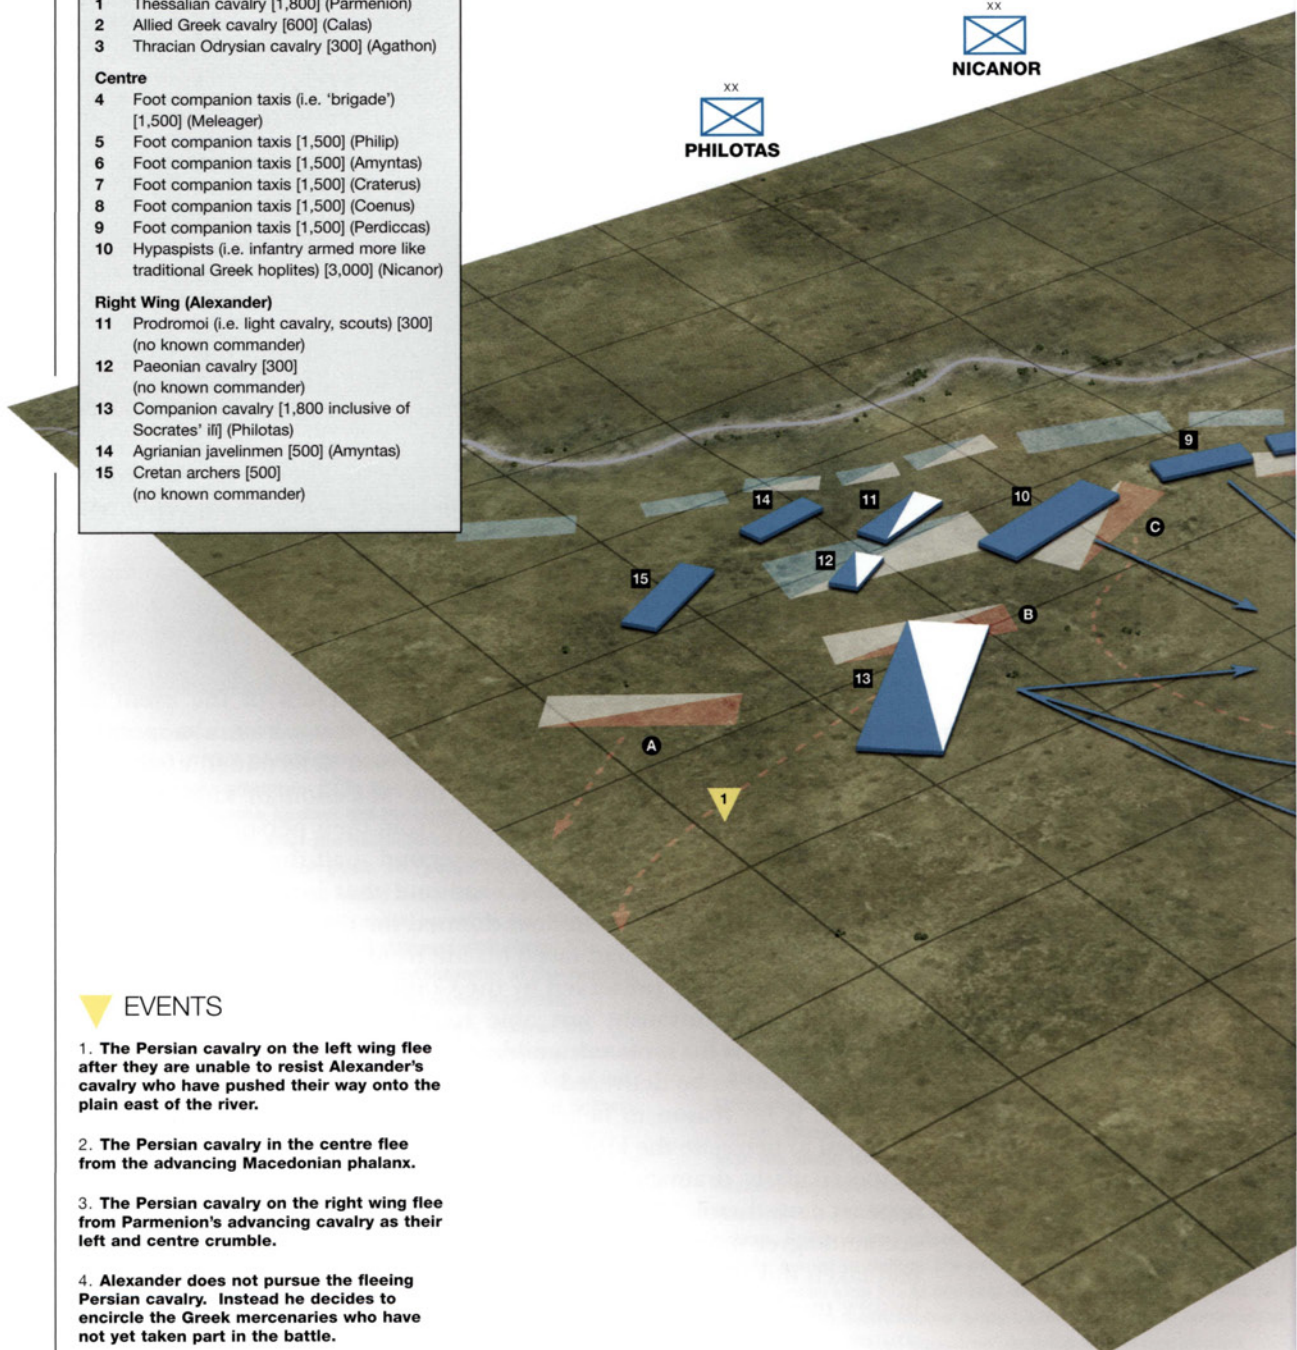 1 Thessalian cavalry [1,800] (Parmenion)
2 Allied Greek cavalry [600] (Calas)
3 Thracian Odrysian cavalry [300] (Agathon)
Centre
4 Foot companion taxis (i.e. ‘brigade’)
[1,500] (Meleager)
5 Foot companion taxis [1,500] (Philip)
6 Foot companion taxis [1,500] (Amyntas)
7 Foot companion taxis [1,500] (Craterus)
8 Foot companion taxis [1,500] (Coenus)
9 Foot companion taxis [1,500] (Perdiccas)
10 Hypaspists (i.e. infantry armed more like
traditional Greek hoplites) [3,000] (Nicanor)
Right Wing (Alexander)
11 Prodromoi (i.e. light cavalry, scouts) [300]
(no known commander)
12 Paeonian cavalry [300]
(no known commander)
13 Companion cavalry [1,800 inclusive of
Socrates’ ilī] (Philotas)
14 Agrianian javelinmen [500] (Amyntas)
15 Cretan archers [500]
(no known commander)
XX
NICANOR
XX
PHILOTAS
9
14
11
10
C
12
15
B
13
A
1
EVENTS
1. The Persian cavalry on the left wing flee
after they are unable to resist Alexander’s
cavalry who have pushed their way onto the
plain east of the river.
2. The Persian cavalry in the centre flee
from the advancing Macedonian phalanx.
3. The Persian cavalry on the right wing flee
from Parmenion’s advancing cavalry as their
left and centre crumble.
4. Alexander does not pursue the fleeing
Persian cavalry. Instead he decides to
encircle the Greek mercenaries who have
not yet taken part in the battle.